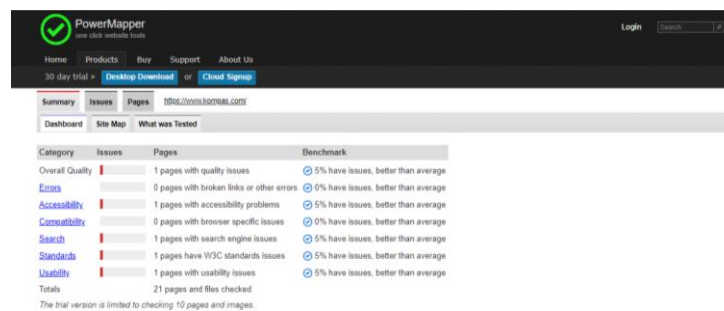 PowerMapper
one click website tools
Login
Search
Home Products Buy Support About Us
30 day trial » Desktop Download or Cloud Signup
Summary Issues Pages https://www.kompas.com/
Dashboard Site Map What was Tested
Category Issues Pages Benchmark
Overall Quality 1 pages with quality issues 5% have issues, better than average
Errors 0 pages with broken links or other errors 0% have issues, better than average
Accessibility 1 pages with accessibility problems 5% have issues, better than average
Compatibility 0 pages with browser specific issues 0% have issues, better than average
Search 1 pages with search engine issues 5% have issues, better than average
Standards 1 pages have W3C standards issues 5% have issues, better than average
Usability 1 pages with usability issues 5% have issues, better than average
Totals 21 pages and files checked
The trial version is limited to checking 10 pages and images.